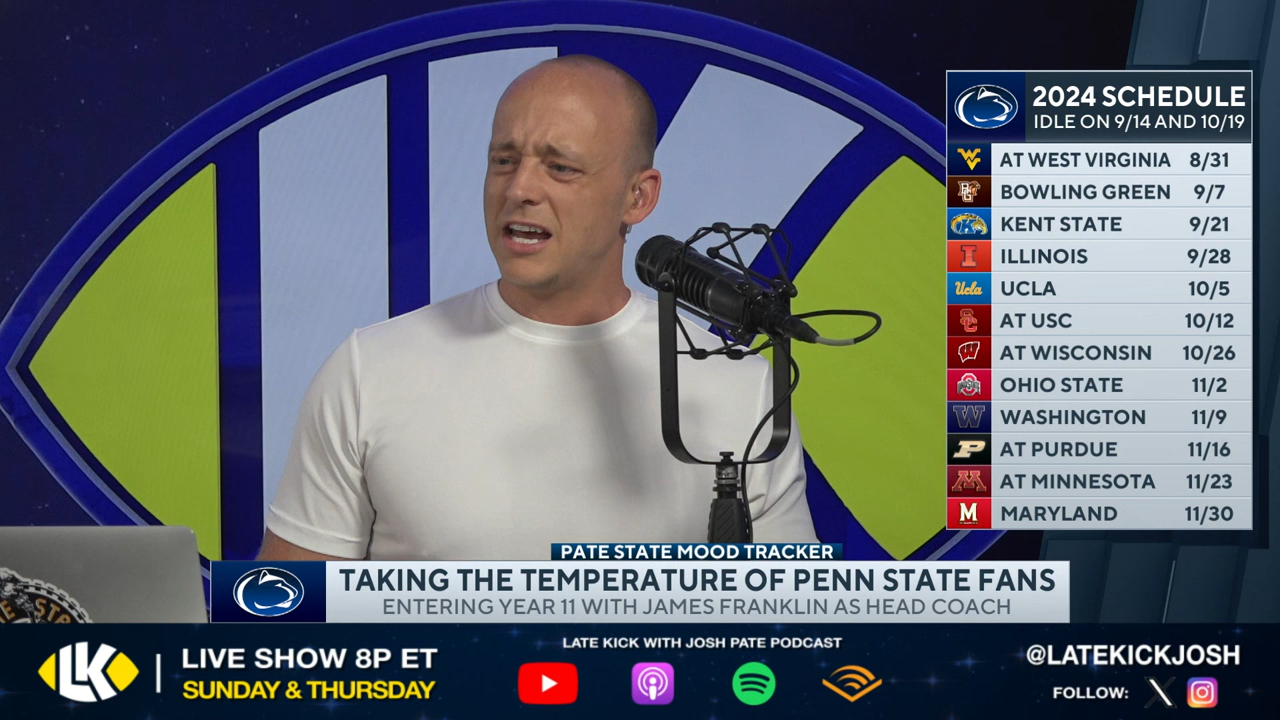 2024 SCHEDULE
IDLE ON 9/14 AND 10/19
AT WEST VIRGINIA 8/31
BOWLING GREEN 9/7
KENT STATE 9/21
ILLINOIS 9/28
Ucla UCLA 10/5
SC AT USC 10/12
W AT WISCONSIN 10/26
OHIO STATE 11/2
W WASHINGTON 11/9
P AT PURDUE 11/16
M AT MINNESOTA 11/23
M MARYLAND 11/30
PATE STATE MOOD TRACKER
TAKING THE TEMPERATURE OF PENN STATE FANS
ENTERING YEAR 11 WITH JAMES FRANKLIN AS HEAD COACH
LK
LIVE SHOW 8P ET
SUNDAY & THURSDAY
LATE KICK WITH JOSH PATE PODCAST
@LATEKICKJOSH
FOLLOW: